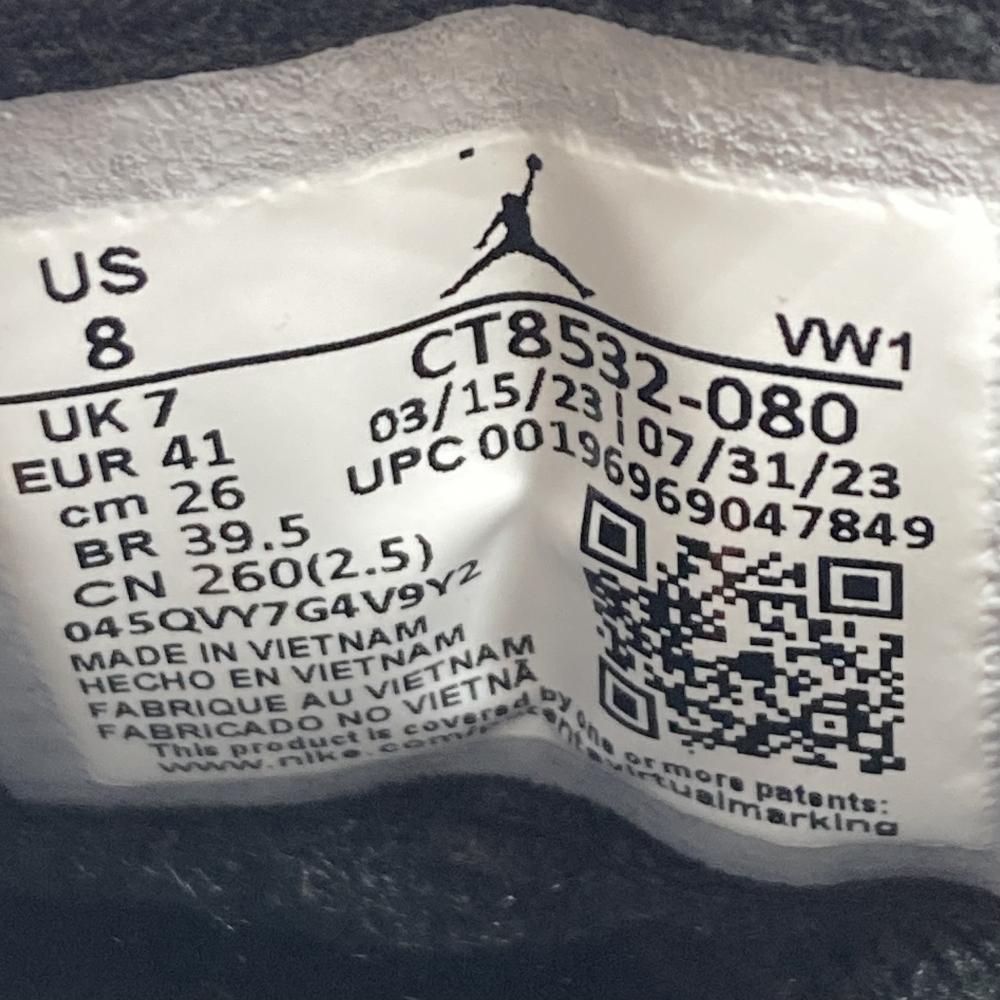 US
8
VW1
CT8532-080
03/15/23 | 07/31/23
UPC 00196969047849
UK 7
EUR 41
cm 26
BR 39.5
CN 260(2.5)
045QVY7G4V9Y2
MADE IN VIETNAM
HECHO EN VIETNAM
FABRIQUE AU VIETNAM
FABRICADO NO VIETNÃ
This product is covered by one or more patents:
www.nike.com/ virtualmarking